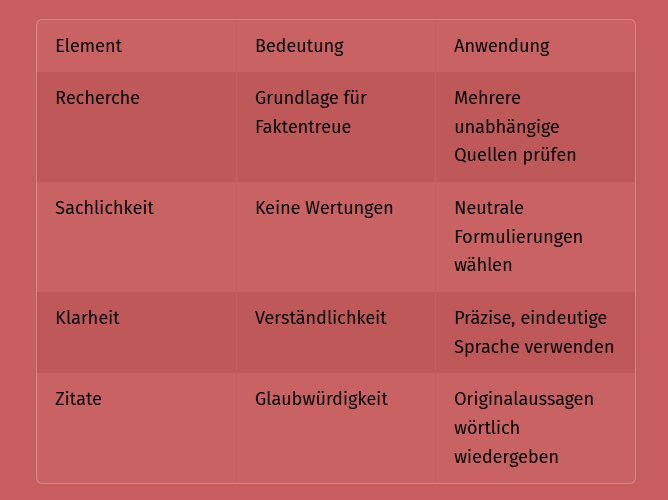 Element Bedeutung Anwendung
Recherche Grundlage für Mehrere
Faktentreue unabhängige
Quellen prüfen
Sachlichkeit Keine Wertungen Neutrale
Formulierungen
wählen
Klarheit Verständlichkeit Präzise, eindeutige
Sprache verwenden
Zitate Glaubwürdigkeit Originalaussagen
wörtlich
wiedergeben